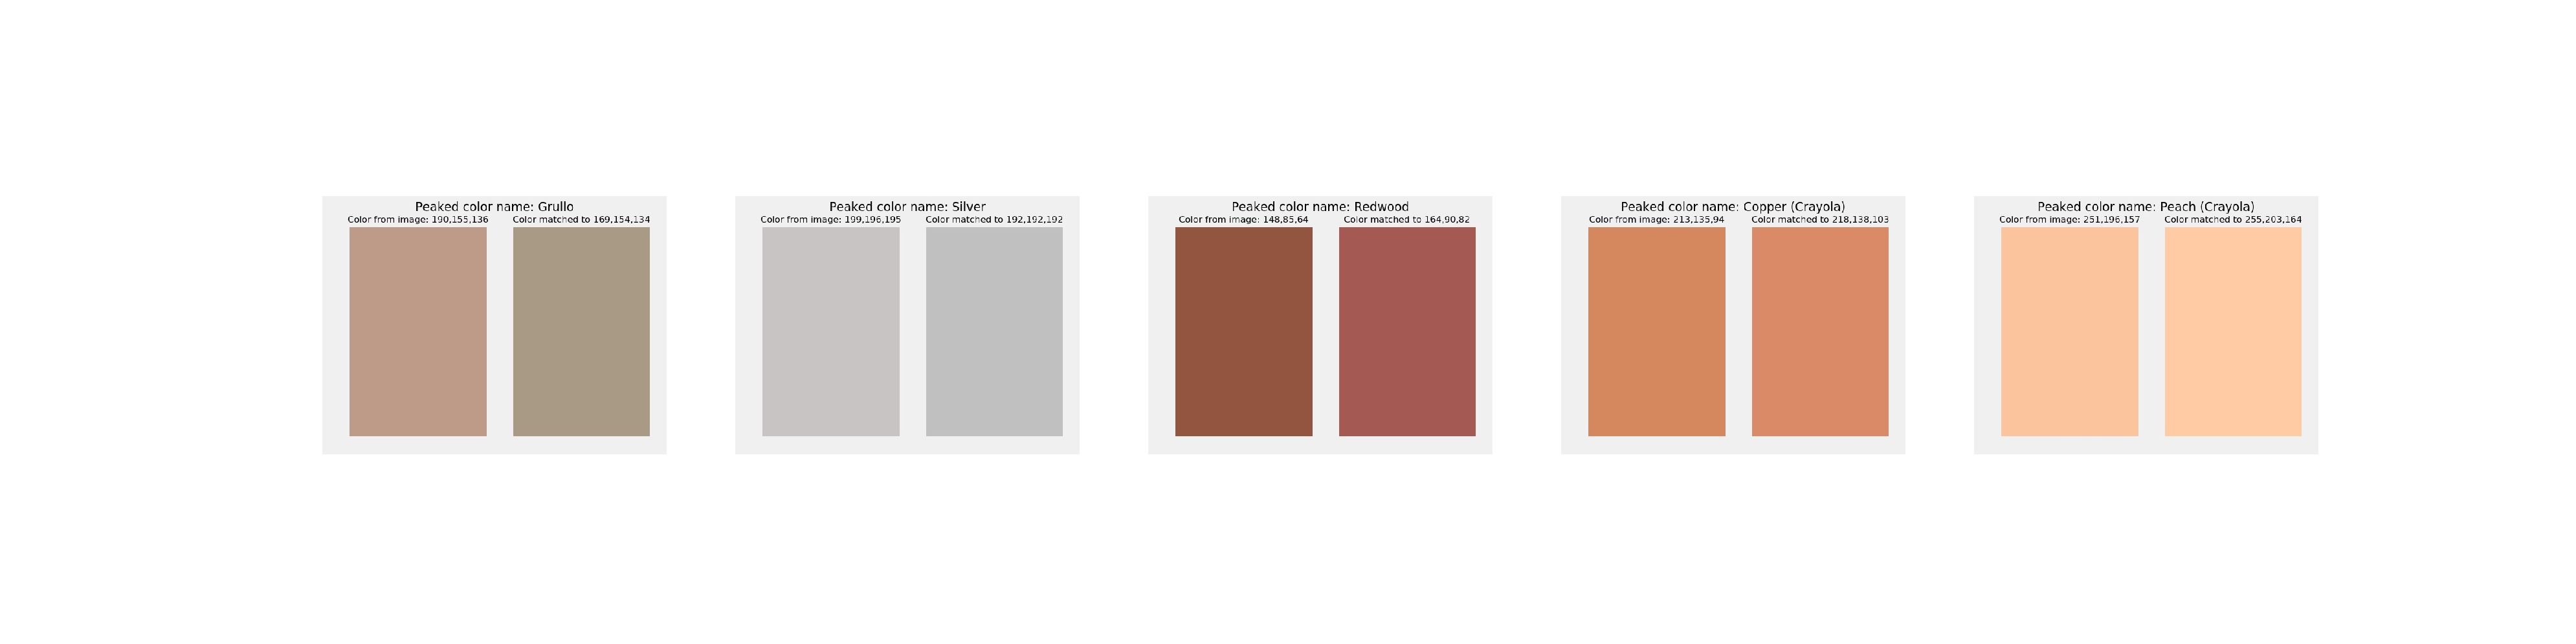 Peaked color name: Grullo
Color from image: 190,155,136
Color matched to 169,154,134
Peaked color name: Silver
Color from image: 199,196,195
Color matched to 192,192,192
Peaked color name: Redwood
Color from image: 148,85,64
Color matched to 164,90,82
Peaked color name: Copper (Crayola)
Color from image: 213,135,94
Color matched to 218,138,103
Peaked color name: Peach (Crayola)
Color from image: 251,196,157
Color matched to 255,203,164